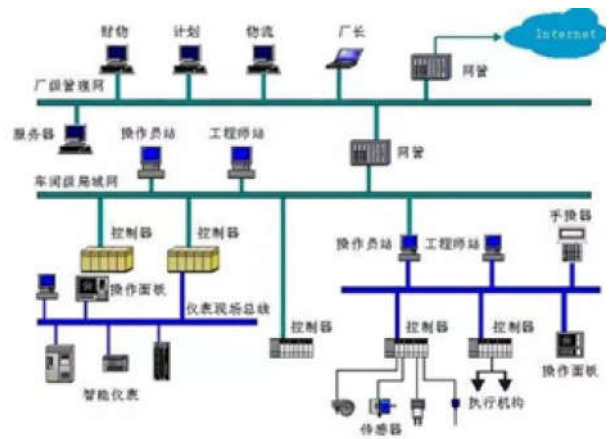 财物 计划 物流 厂长 Internet
网管
厂级管理网
服务器 操作员站 工程师站 网管
车间级局域网
手操器
控制器 控制器 操作员站 工程师站
操作面板
仪表现场总线
控制器 控制器 控制器
智能仪表 操作面板
传感器 执行机构